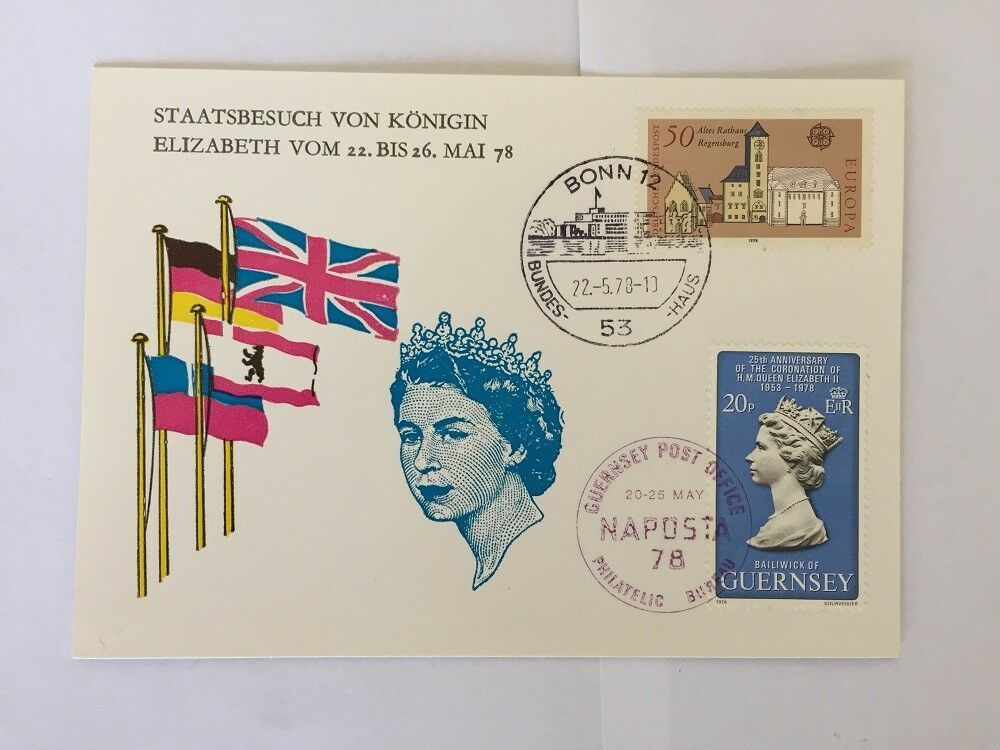 STAATSBESUCH VON KÖNIGIN
ELIZABETH VOM 22. BIS 26. MAI 78
50 Altes Rathaus
Regensburg
BUNDESPOST
EUROPA
1978
BONN 12
22.-5.78-10
BUNDES-
-HAUS
53
25th ANNIVERSARY
OF THE CORONATION OF
H.M. QUEEN ELIZABETH II
1953 – 1978
20P
EIIR
BAILIWICK OF
GUERNSEY
1978
COURVOISIER
GUERNSEY POST OFFICE
20-25 MAY
NAPOSTA
78
PHILATELIC BUREAU